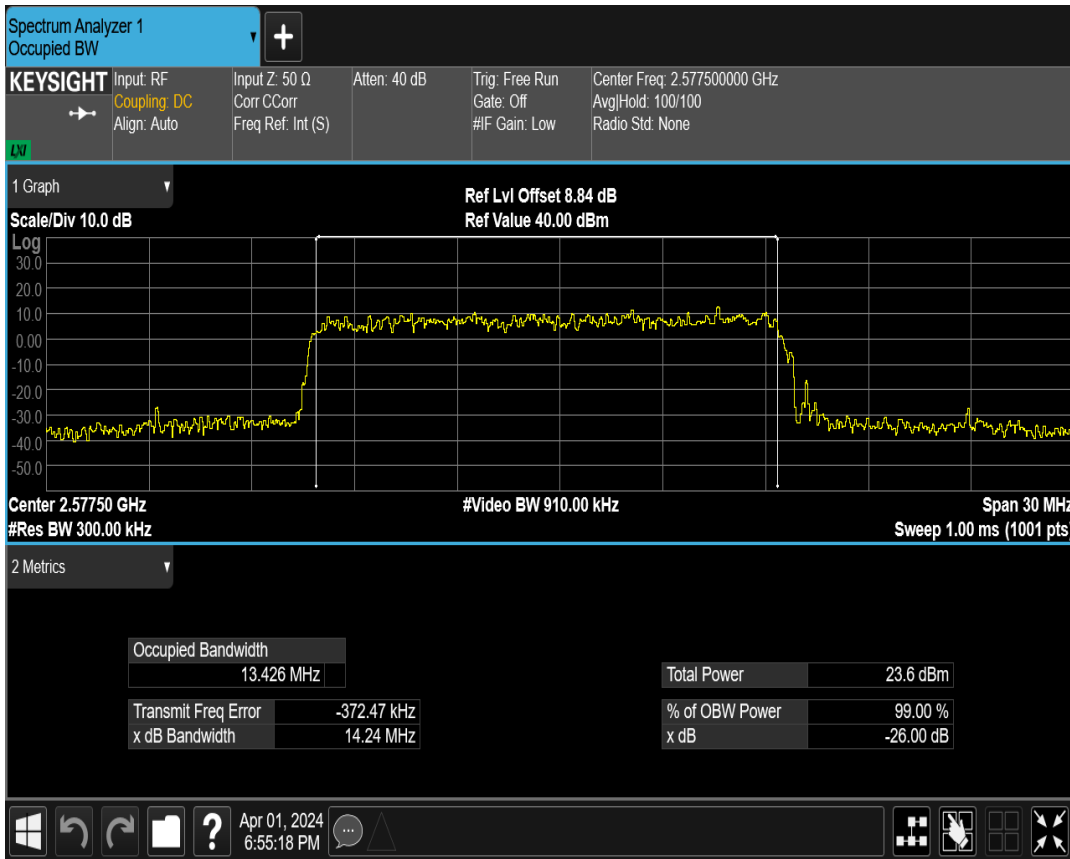 Spectrum Analyzer 1
Occupied BW
+
KEYSIGHT
LXI
Input: RF
Coupling: DC
Align: Auto
Input Z: 50 Ω
Corr CCorr
Freq Ref: Int (S)
Atten: 40 dB
Trig: Free Run
Gate: Off
#IF Gain: Low
Center Freq: 2.577500000 GHz
Avg|Hold: 100/100
Radio Std: None
1 Graph
Scale/Div 10.0 dB
Ref Lvl Offset 8.84 dB
Ref Value 40.00 dBm
Log
30.0
20.0
10.0
0.00
-10.0
-20.0
-30.0
-40.0
-50.0
Center 2.57750 GHz
#Video BW 910.00 kHz
Span 30 MHz
#Res BW 300.00 kHz
Sweep 1.00 ms (1001 pts)
2 Metrics
Occupied Bandwidth
13.426 MHz
Total Power 23.6 dBm
Transmit Freq Error -372.47 kHz
% of OBW Power 99.00 %
x dB Bandwidth 14.24 MHz
x dB -26.00 dB
?
Apr 01, 2024
6:55:18 PM